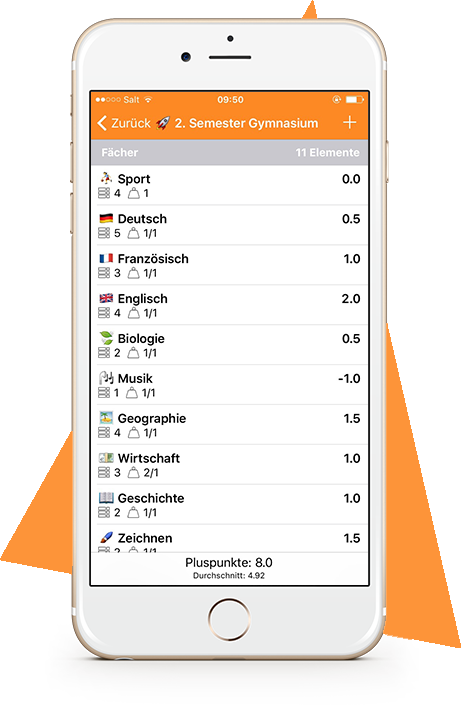 Salt 09:50
Zurück 🚀 2. Semester Gymnasium +
Fächer 11 Elemente
Sport 0.0
4 1
Deutsch 0.5
5 1/1
Französisch 1.0
3 1/1
Englisch 2.0
4 1/1
Biologie 0.5
2 1/1
Musik -1.0
1 1/1
Geographie 1.5
4 1/1
Wirtschaft 1.0
3 2/1
Geschichte 1.0
2 1/1
Zeichnen 1.5
2 1/1
Pluspunkte: 8.0
Durchschnitt: 4.92